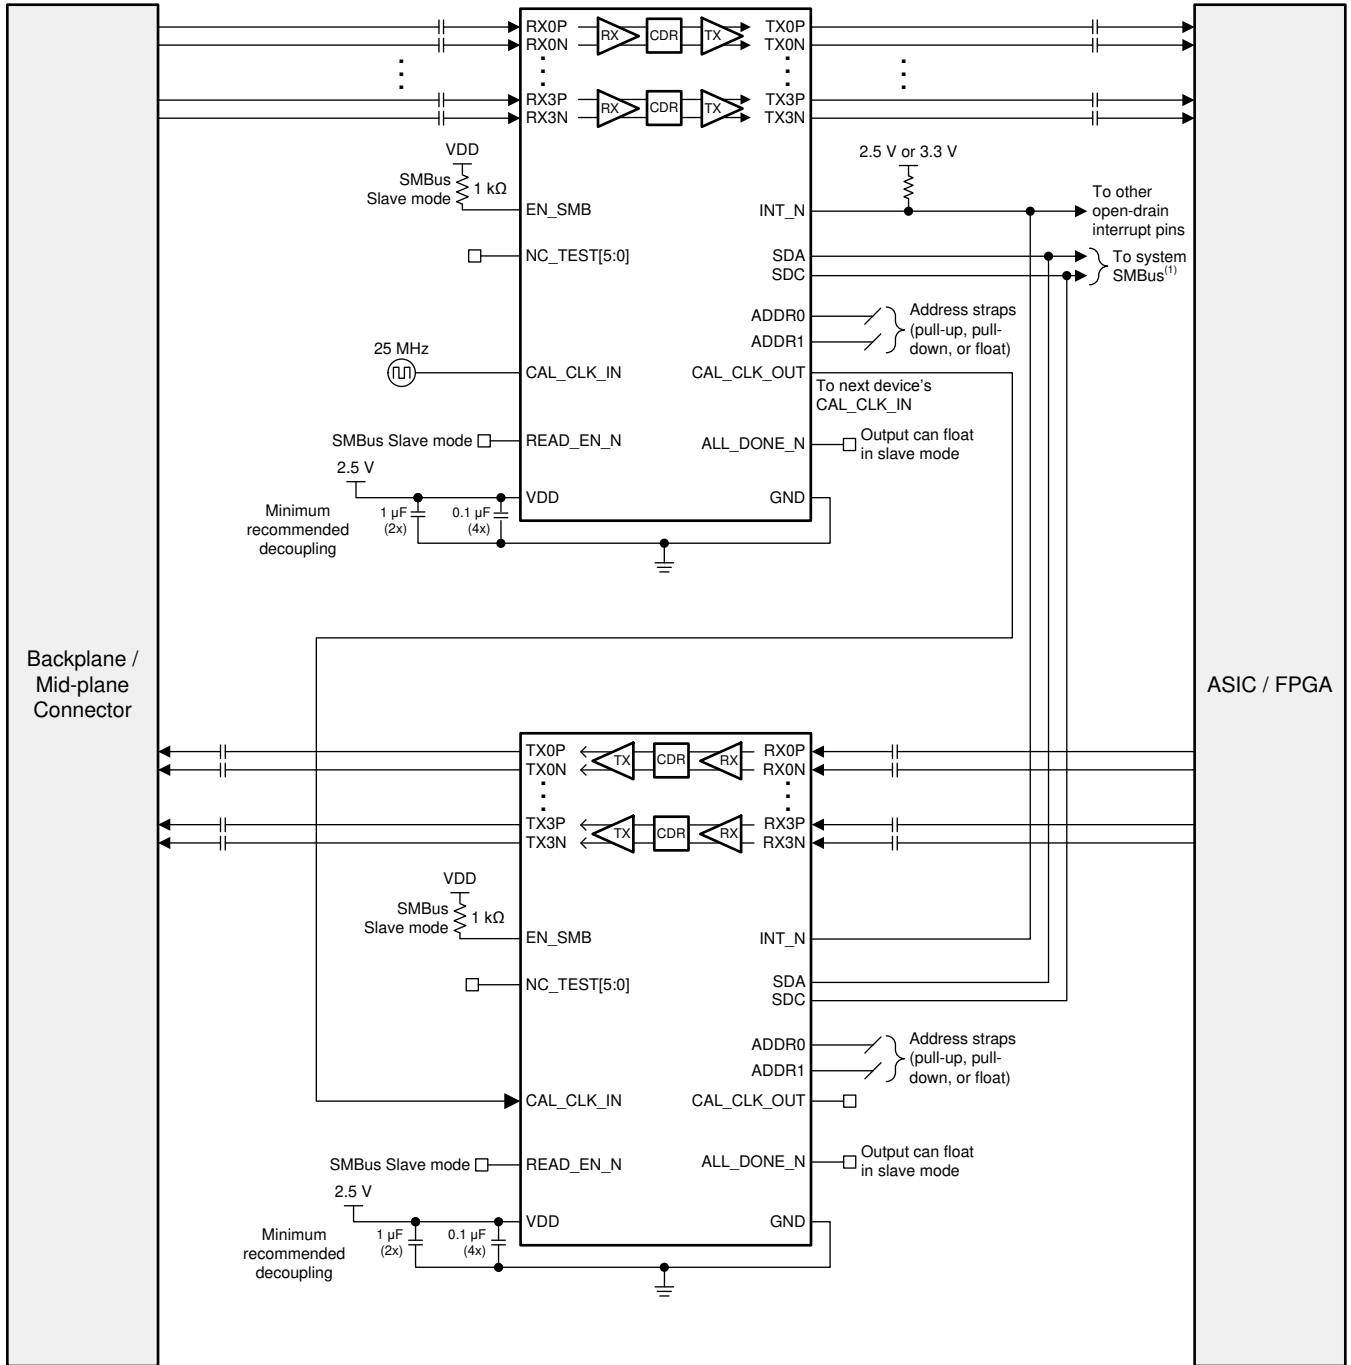 RX0P
RX0N
RX
CDR
TX
TX0P
TX0N
RX3P
RX3N
RX
CDR
TX
TX3P
TX3N
VDD
SMBus
Slave mode
1 kΩ
EN_SMB
2.5 V or 3.3 V
INT_N
To other
open-drain
interrupt pins
NC_TEST[5:0]
SDA
SDC
To system
SMBus(1)
ADDR0
ADDR1
Address straps
(pull-up, pull-
down, or float)
25 MHz
CAL_CLK_IN
CAL_CLK_OUT
To next device's
CAL_CLK_IN
SMBus Slave mode
READ_EN_N
ALL_DONE_N
Output can float
in slave mode
2.5 V
VDD
GND
Minimum
recommended
decoupling
1 µF
(2x)
0.1 µF
(4x)
Backplane /
Mid-plane
Connector
ASIC / FPGA
TX0P
TX0N
TX
CDR
RX
RX0P
RX0N
TX3P
TX3N
TX
CDR
RX
RX3P
RX3N
VDD
SMBus
Slave mode
1 kΩ
EN_SMB
INT_N
NC_TEST[5:0]
SDA
SDC
ADDR0
ADDR1
Address straps
(pull-up, pull-
down, or float)
CAL_CLK_IN
CAL_CLK_OUT
SMBus Slave mode
READ_EN_N
ALL_DONE_N
Output can float
in slave mode
2.5 V
VDD
GND
Minimum
recommended
decoupling
1 µF
(2x)
0.1 µF
(4x)